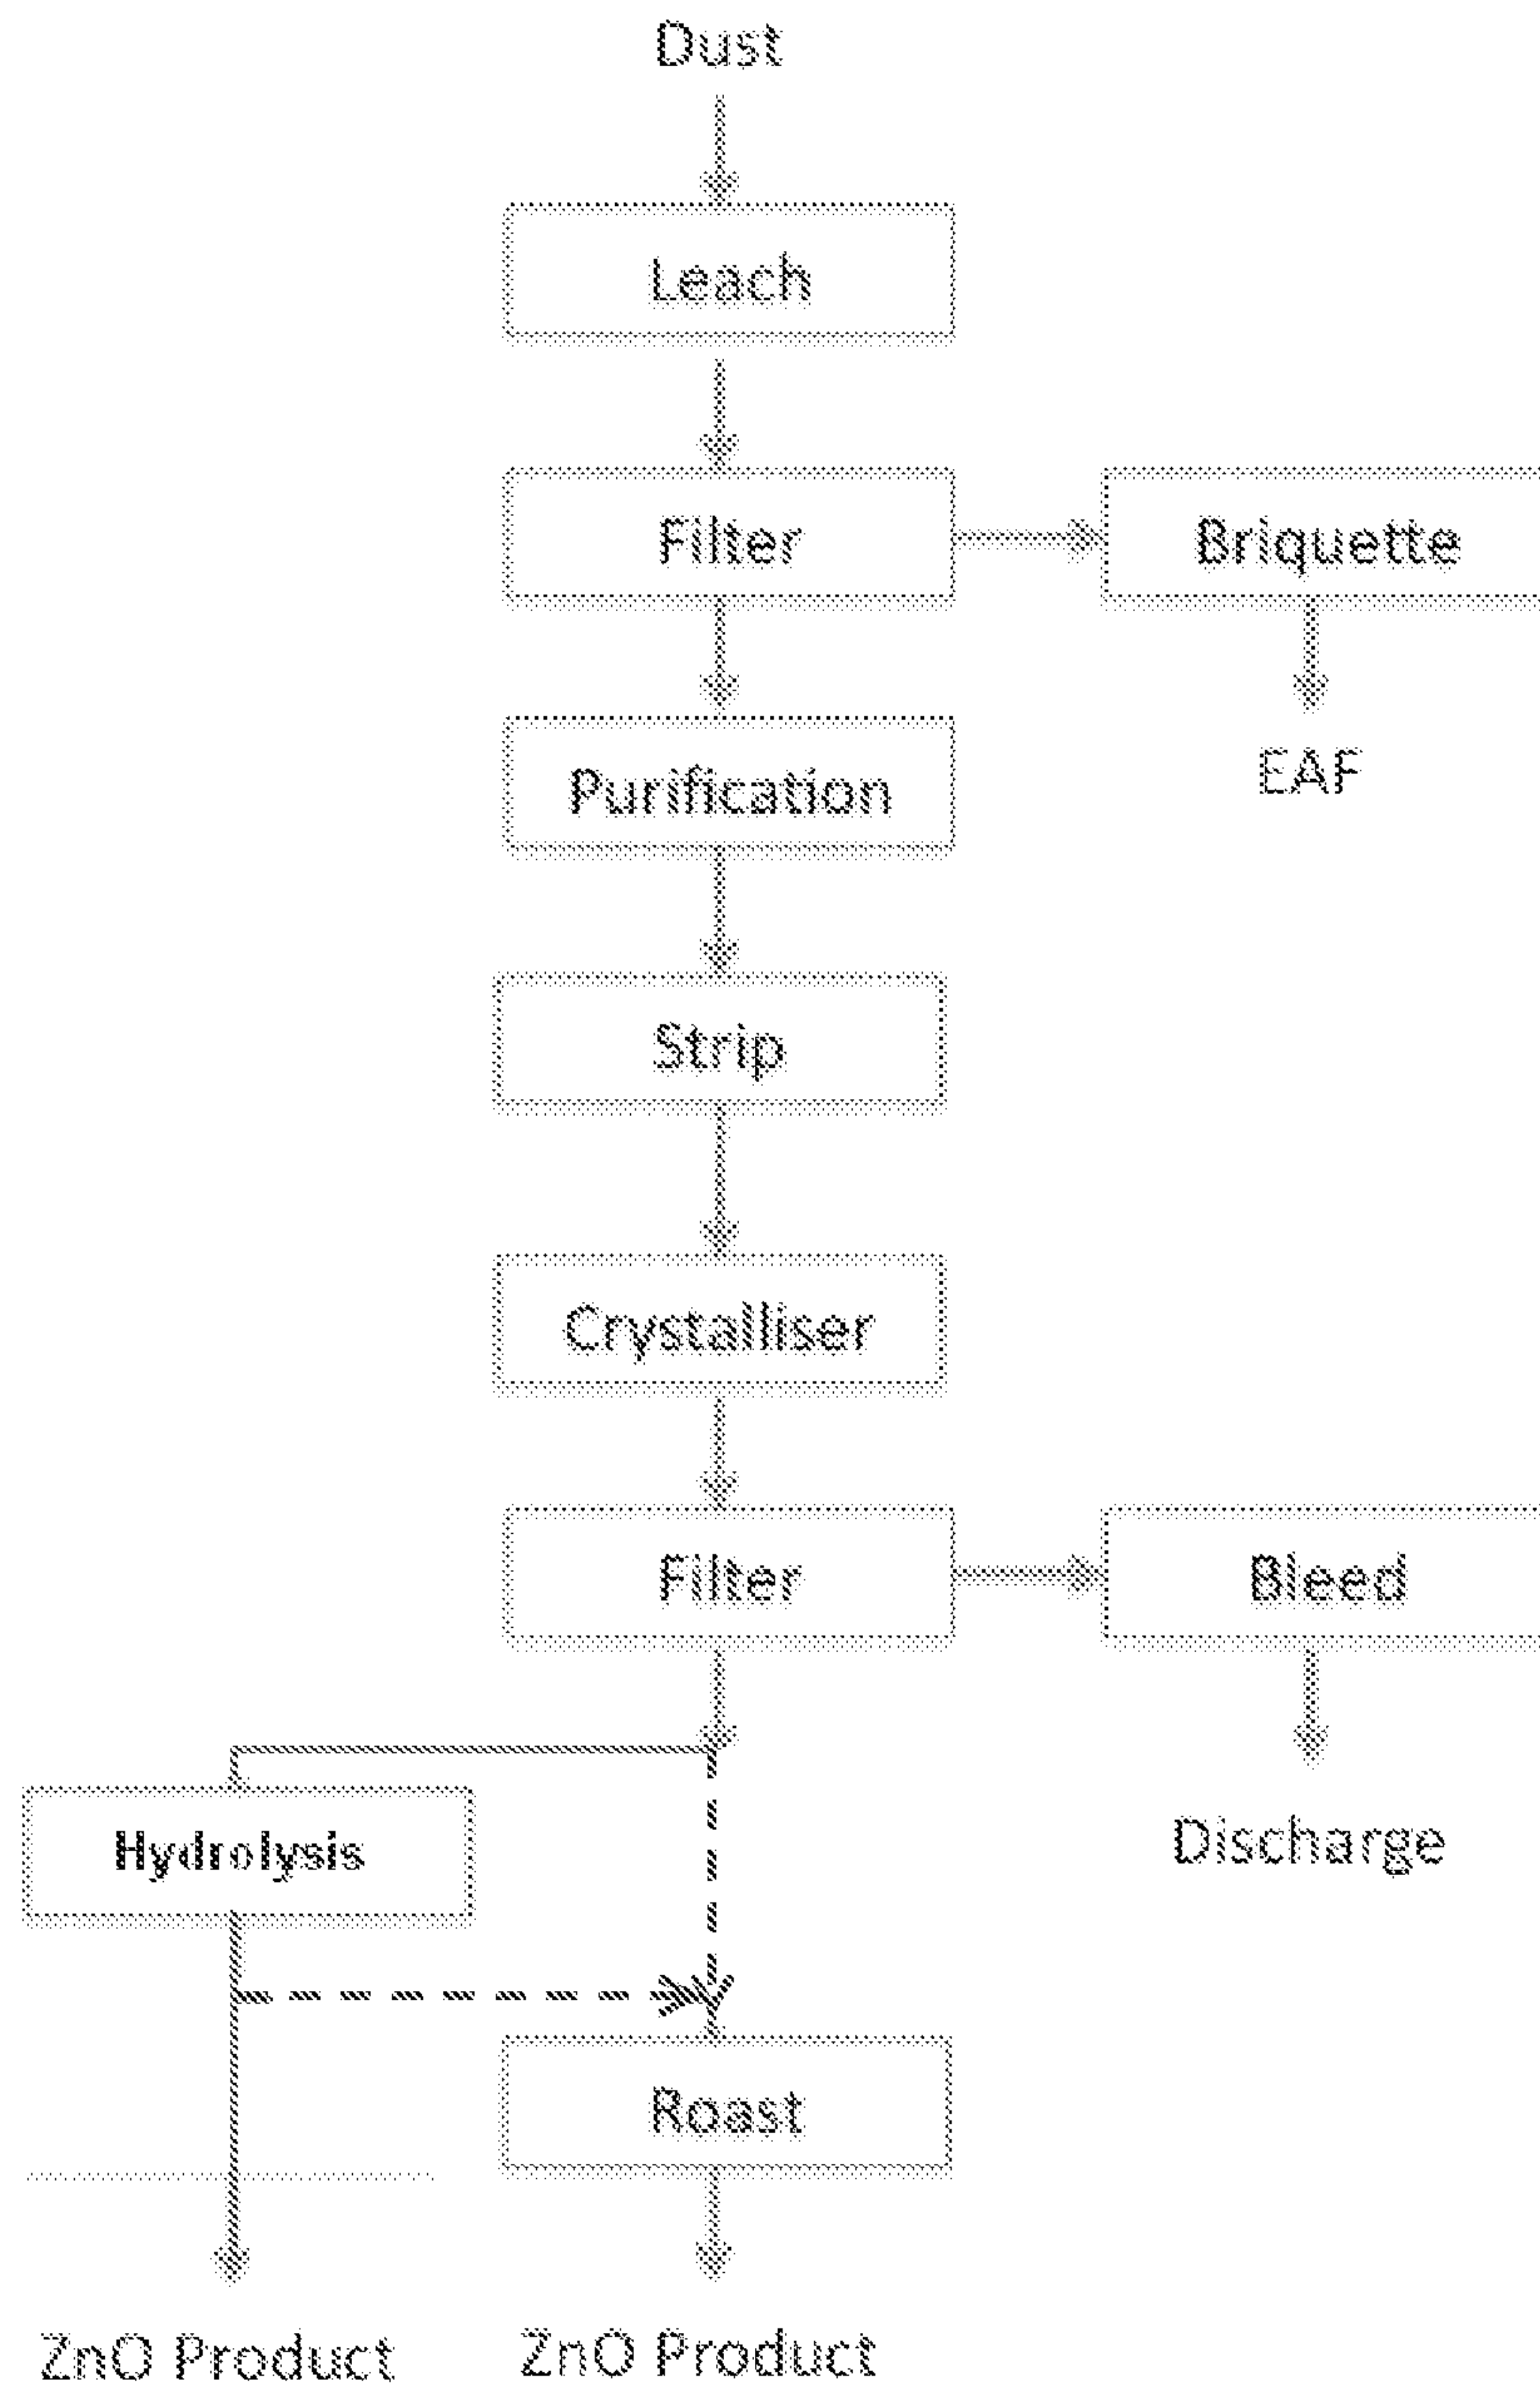 Dust
Leach
Filter
Briquette
Purification
EAF
Strip
Crystalliser
Filter
Bleed
Hydrolysis
Discharge
Roast
ZnO Product
ZnO Product